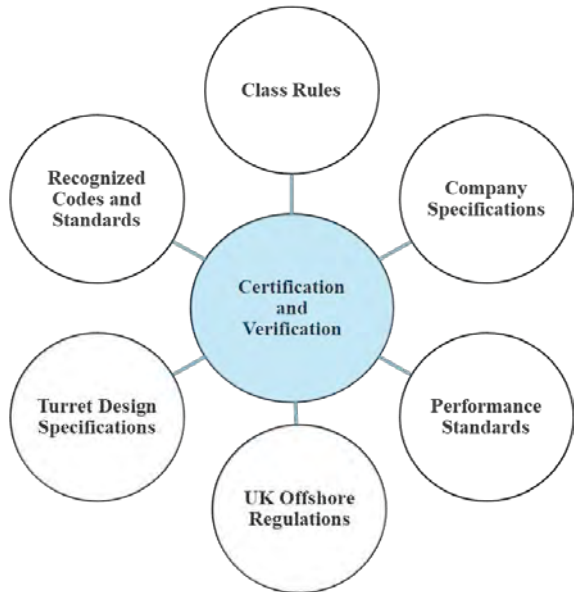 Class Rules
Recognized
Codes and
Standards
Company
Specifications
Certification
and
Verification
Turret Design
Specifications
Performance
Standards
UK Offshore
Regulations